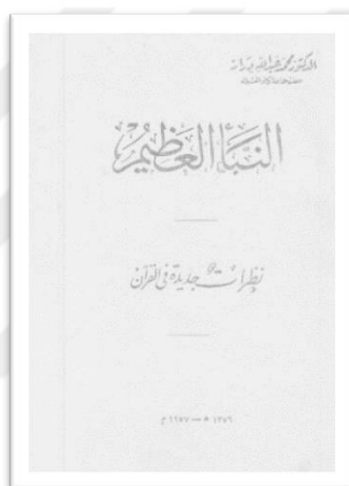 الدكتور محمد عبد الله دراز
النبأ العظيم
نظرات جديدة في القرآن
١٣٧٦ هـ — ١٩٥٧ م